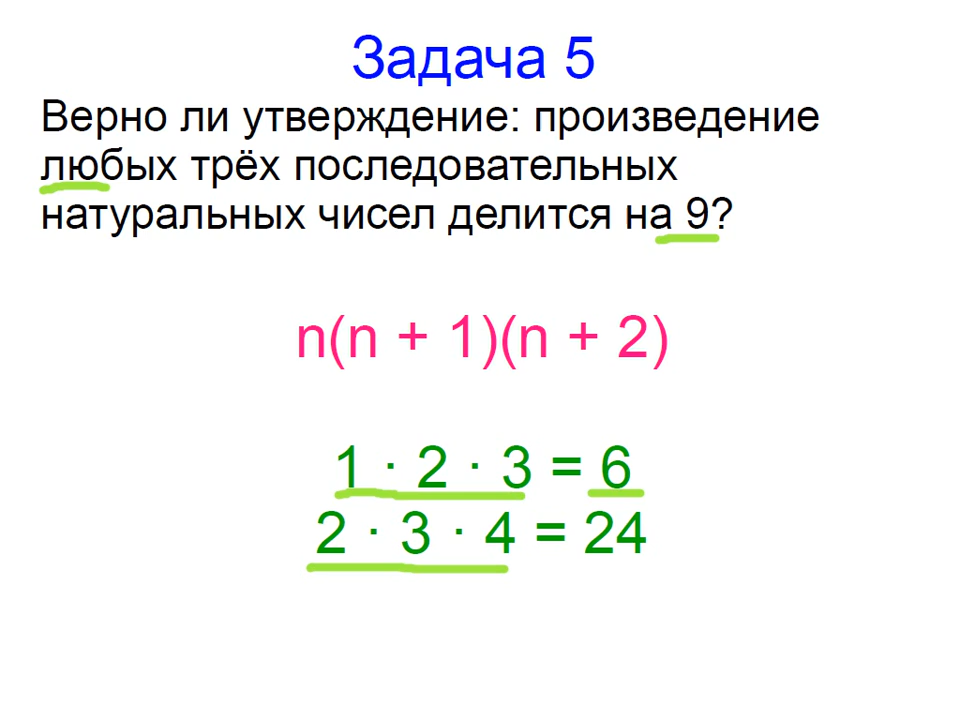 Задача 5
Верно ли утверждение: произведение
любых трёх последовательных
натуральных чисел делится на 9?
n(n + 1)(n + 2)
1 · 2 · 3 = 6
2 · 3 · 4 = 24